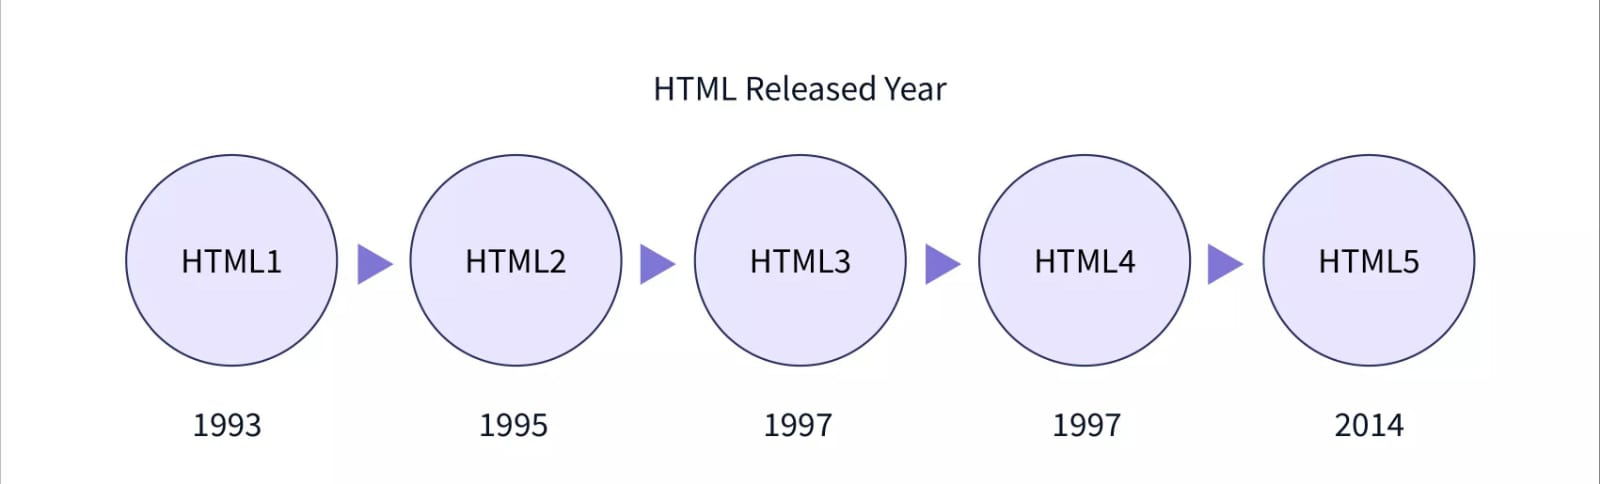 HTML Released Year
HTML1
HTML2
HTML3
HTML4
HTML5
1993
1995
1997
1997
2014